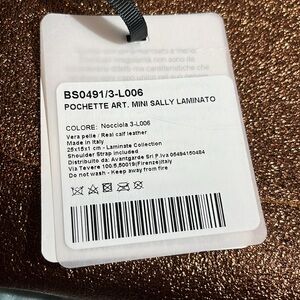 BS0491/3-L006
POCHETTE ART. MINI SALLY LAMINATO
COLORE: Nocciola 3-L006
Vera pelle / Real calf leather
Made in Italy
25x15x1 cm - Laminate Collection
Shoulder Strap included
Distribuito da: Avantgarde Srl P.Iva 05494150484
Via Tevere 100,5,50019(Firenze)Italy
Do not wash - Keep away from fire